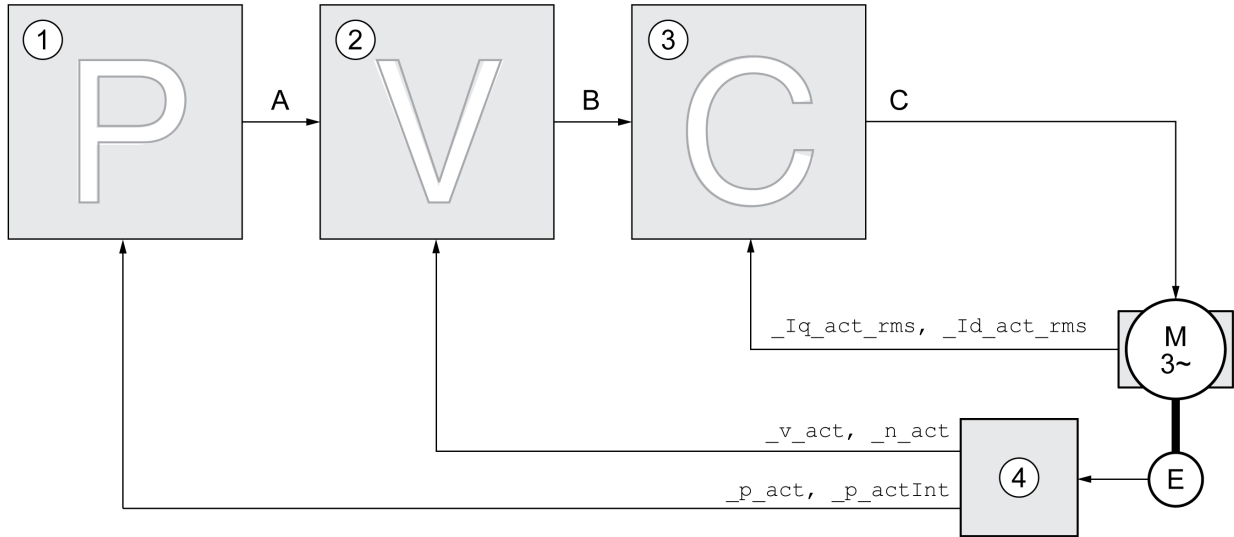 1
2
3
P
V
C
A
B
C
_Iq_act_rms, _Id_act_rms
M
3~
_v_act, _n_act
_p_act, _p_actInt
4
E